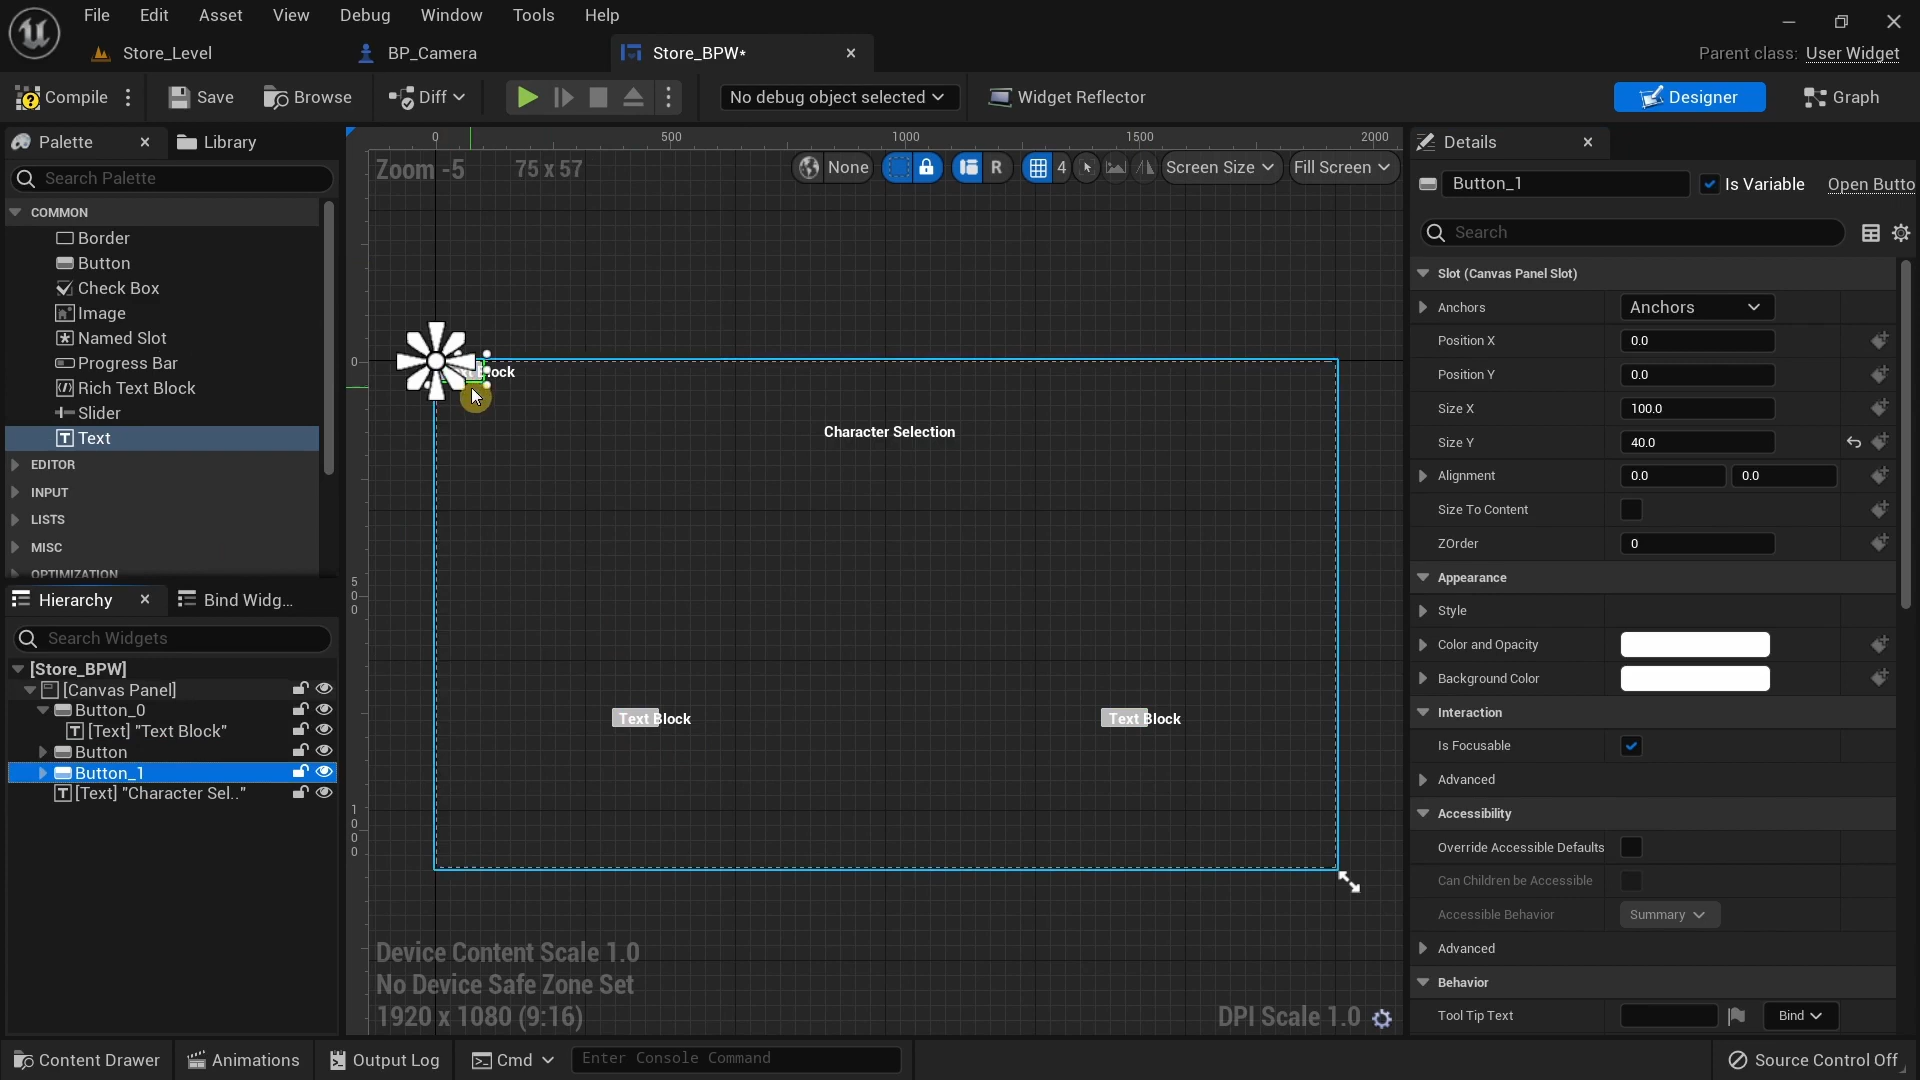 File Edit Asset View Debug Window Tools Help
Store_Level BP_Camera Store_BPW* Parent class: User Widget
Compile Save Browse Diff No debug object selected Widget Reflector Designer Graph
Palette Library
Search Palette
COMMON
Border
Button
Check Box
Image
Named Slot
Progress Bar
Rich Text Block
Slider
Text
EDITOR
INPUT
LISTS
MISC
OPTIMIZATION
Hierarchy Bind Widg...
Search Widgets
[Store_BPW]
[Canvas Panel]
Button_0
[Text] "Text Block"
Button
Button_1
[Text] "Character Sel.."
0 500 1000 1500 2000
Zoom -5 75 x 57 None R 4 Screen Size Fill Screen
0
500
1000
Block
Character Selection
Text Block Text Block
Device Content Scale 1.0
No Device Safe Zone Set
1920 x 1080 (9:16) DPI Scale 1.0
Details
Button_1 Is Variable Open Butto
Search
Slot (Canvas Panel Slot)
Anchors Anchors
Position X 0.0
Position Y 0.0
Size X 100.0
Size Y 40.0
Alignment 0.0 0.0
Size To Content
ZOrder 0
Appearance
Style
Color and Opacity
Background Color
Interaction
Is Focusable
Advanced
Accessibility
Override Accessible Defaults
Can Children be Accessible
Accessible Behavior Summary
Advanced
Behavior
Tool Tip Text Bind
Content Drawer Animations Output Log Cmd Enter Console Command Source Control Off